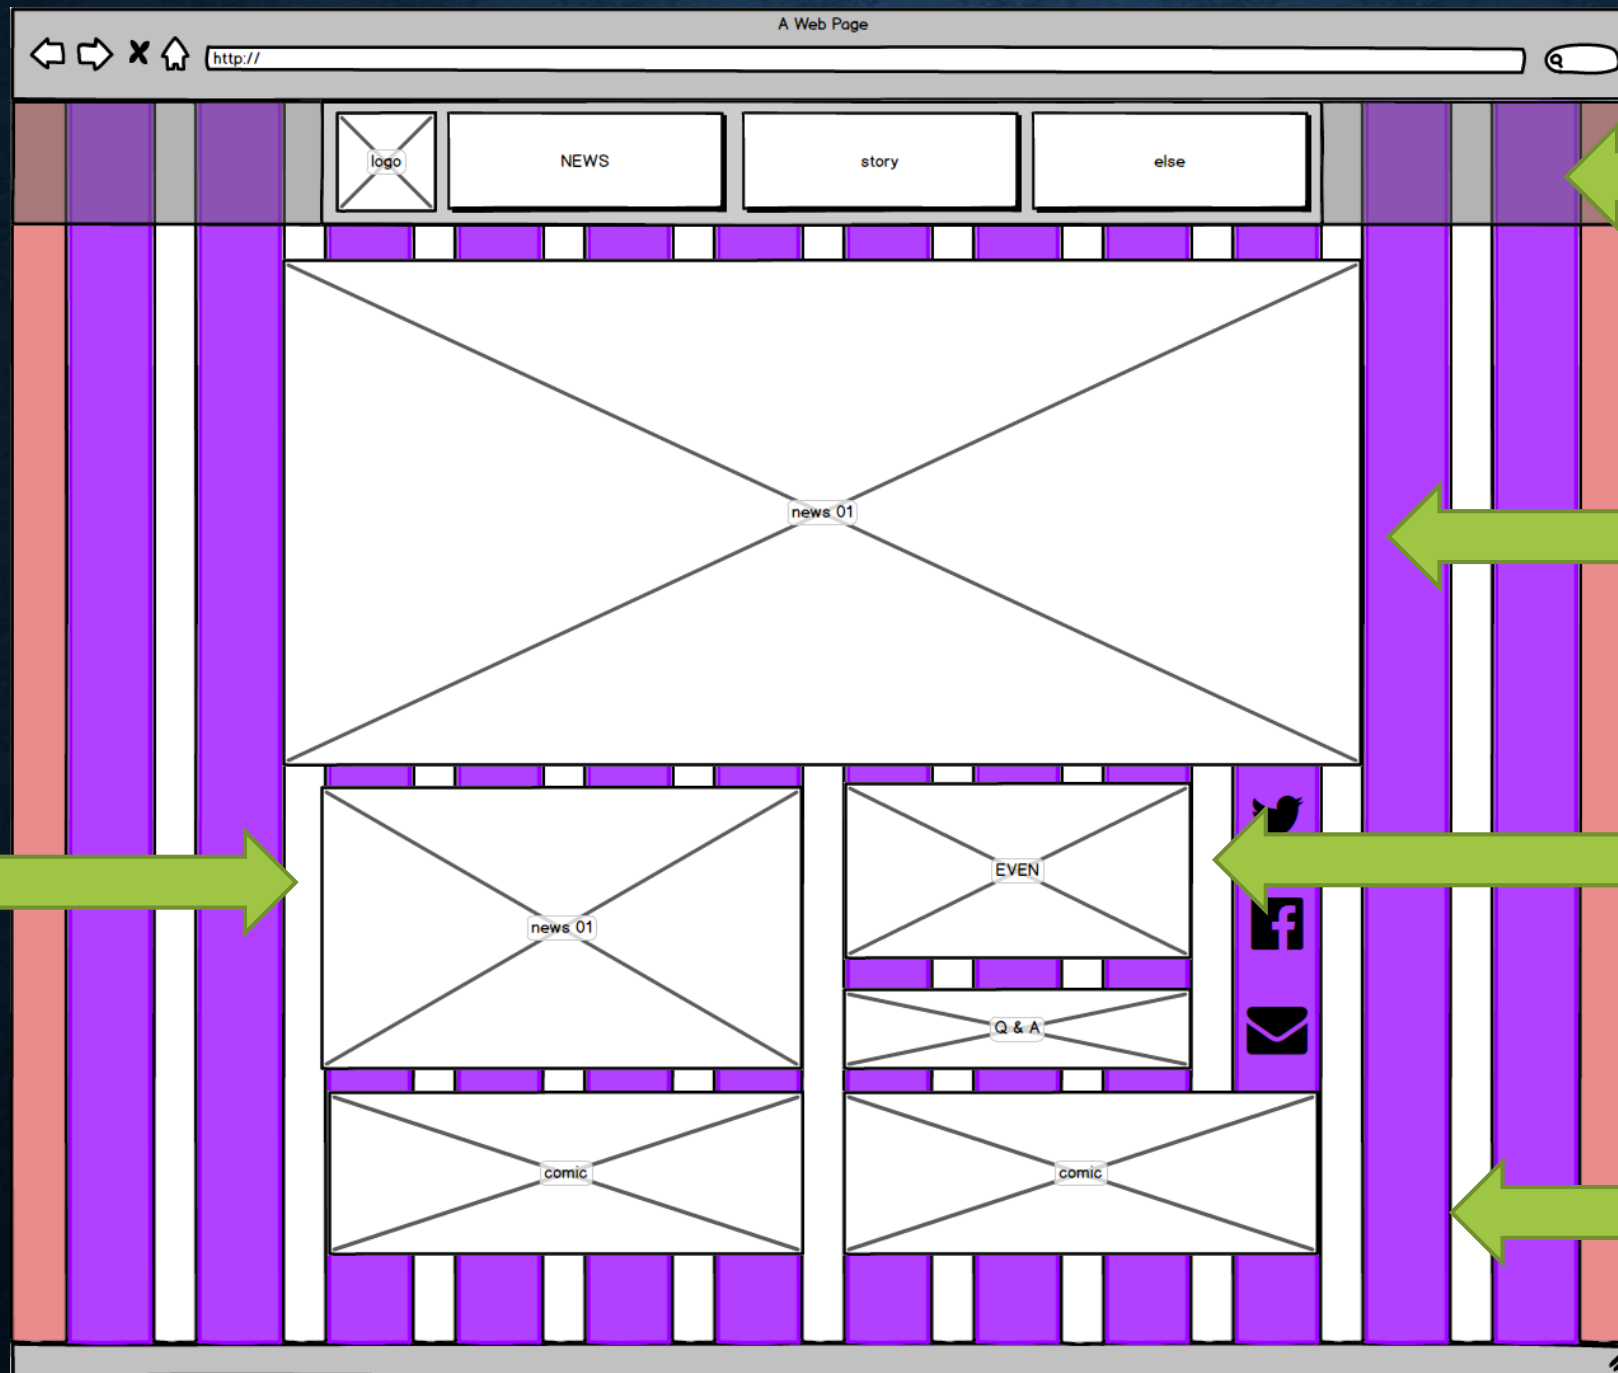 A Web Page
http://
logo
NEWS
story
else
news 01
news 01
EVEN
Q & A
comic
comic